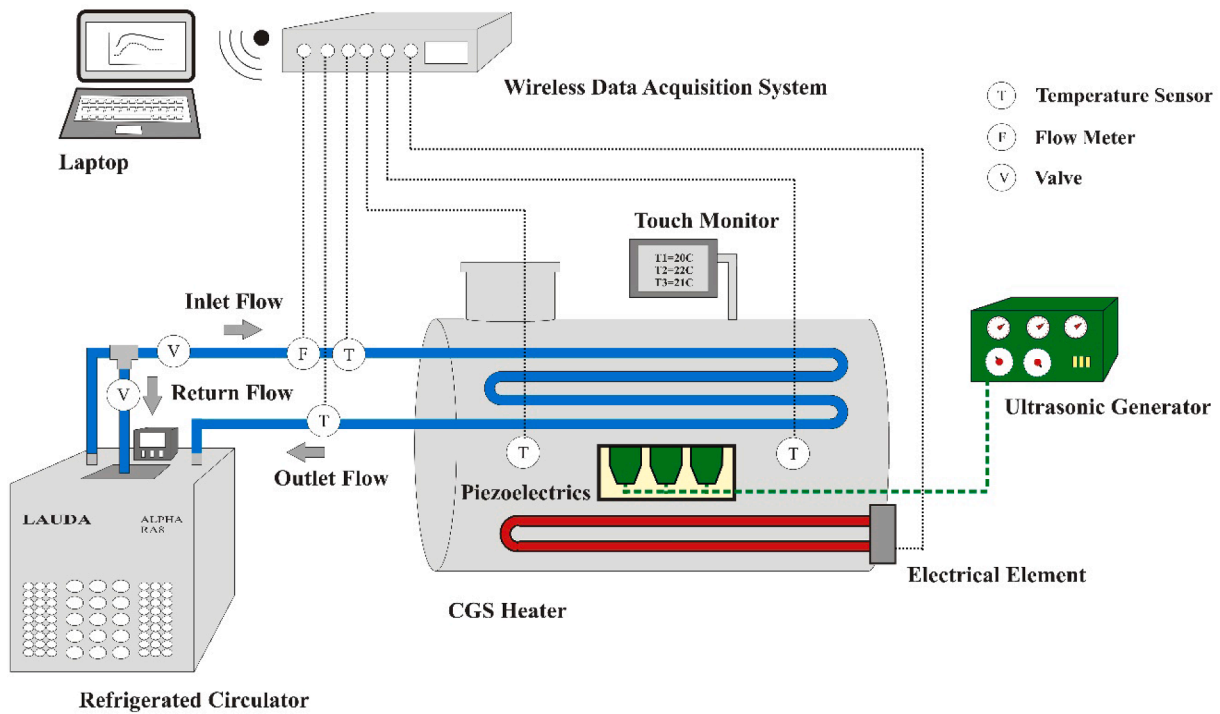 Wireless Data Acquisition System
Laptop
T Temperature Sensor
F Flow Meter
V Valve
Touch Monitor
T1=20C
T2=22C
T3=21C
Inlet Flow
V
F
T
V
Return Flow
T
Outlet Flow
T
T
Ultrasonic Generator
Piezoelectrics
LAUDA
ALPHA
RA8
Electrical Element
CGS Heater
Refrigerated Circulator